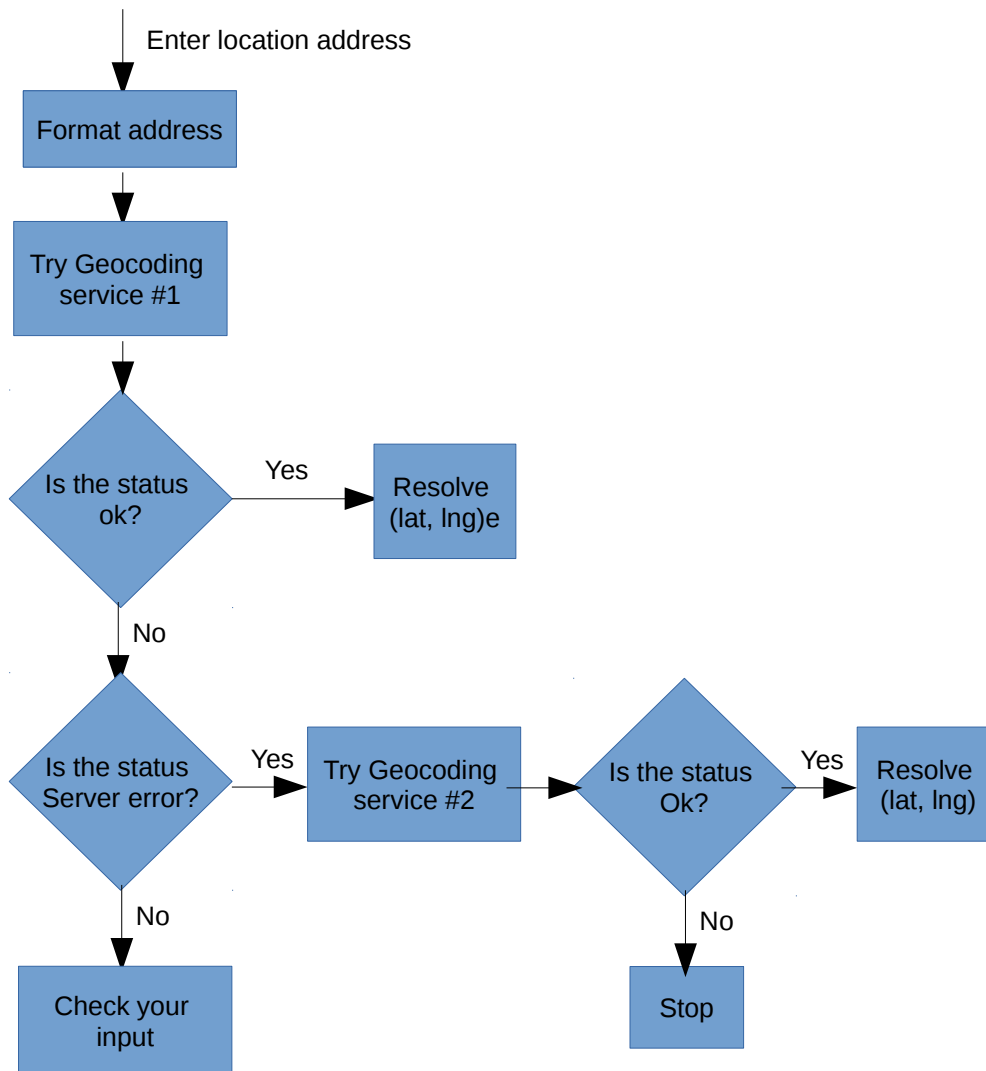 Enter location address
Format address
Try Geocoding
service #1
Is the status
ok?
Yes
Resolve
(lat, lng)e
No
Is the status
Server error?
Yes
Try Geocoding
service #2
Is the status
Ok?
Yes
Resolve
(lat, lng)
No
Check your
input
No
Stop